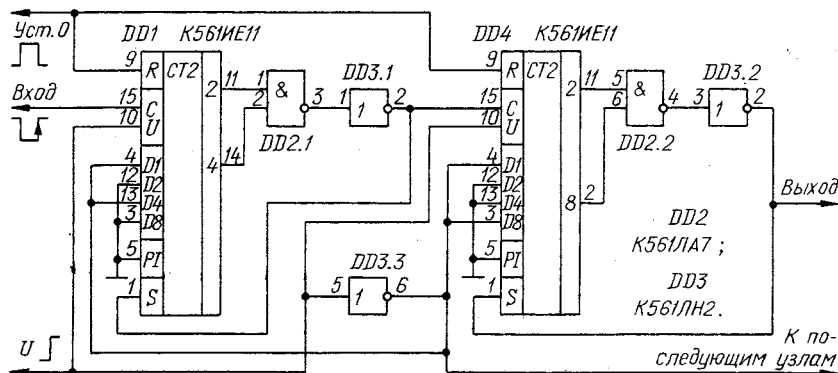 Уст.0
DD1 К561ИЕ11
9 R CT2 2 11
Вход
15 C
10 U
4 14
4 D1
12 D2
13 D4
3 D8
5 PI
1 S
1 2 & 3
DD2.1
DD3.1
1 1 2
DD3.3
5 1 6
DD4 К561ИЕ11
9 R CT2 2 11
15 C
10 U
4 D1
12 D2
13 D4
3 D8
8 2
5 PI
1 S
5 6 & 4
DD2.2
DD3.2
3 1 2
Выход
DD2
К561ЛА7;
DD3
К561ЛН2.
U
К по-
следующим узлам